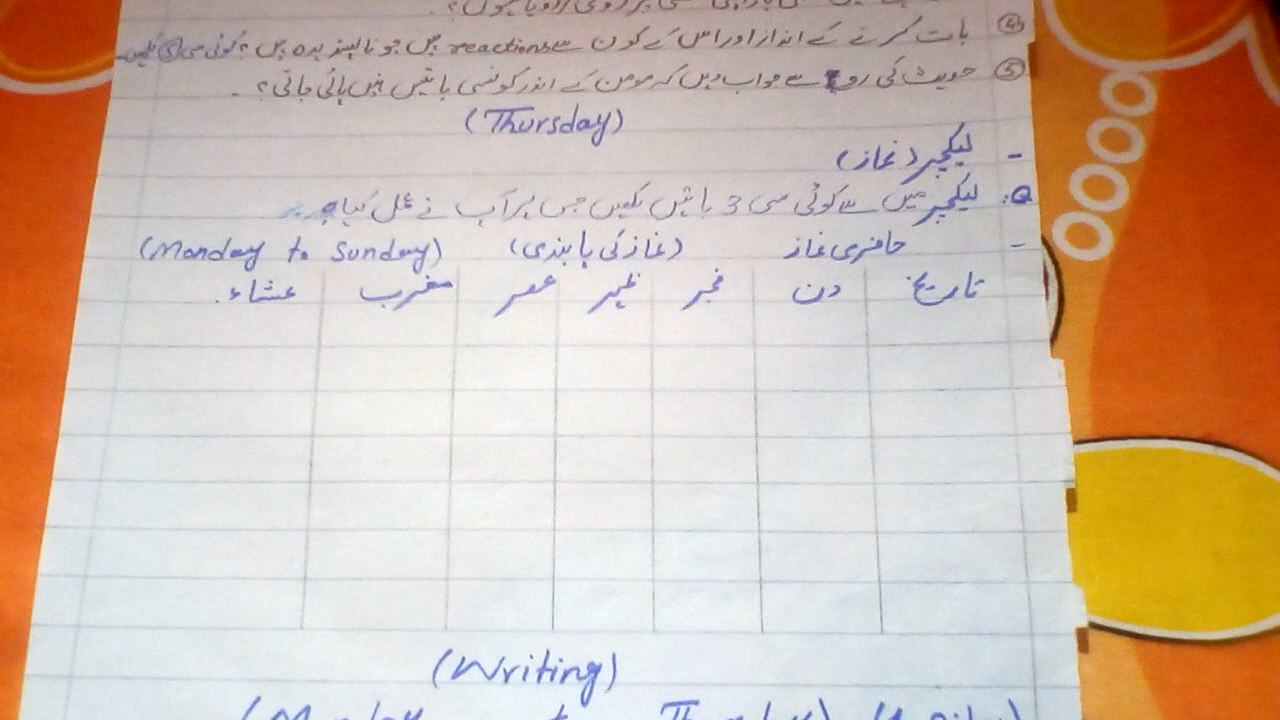 ④ بات کرنے کے انداز اور اس کے کون سے reactions ہیں جو ناپسندیدہ ہیں؟ کوئی سی ⑤ لکھیں
⑤ حدیث کی رو سے جواب دیں کہ مومن کے اندر کونسی باتیں نہیں پائی جاتی؟
(Thursday)
- لیکچر (نماز)
Q: لیکچر میں سے کوئی سی 3 باتیں لکھیں جس پر آپ نے عمل کیا
- حاضری نماز (نماز کی پابندی) (Monday to Sunday)
تاریخ دن فجر ظہر عصر مغرب عشاء
(Writing)